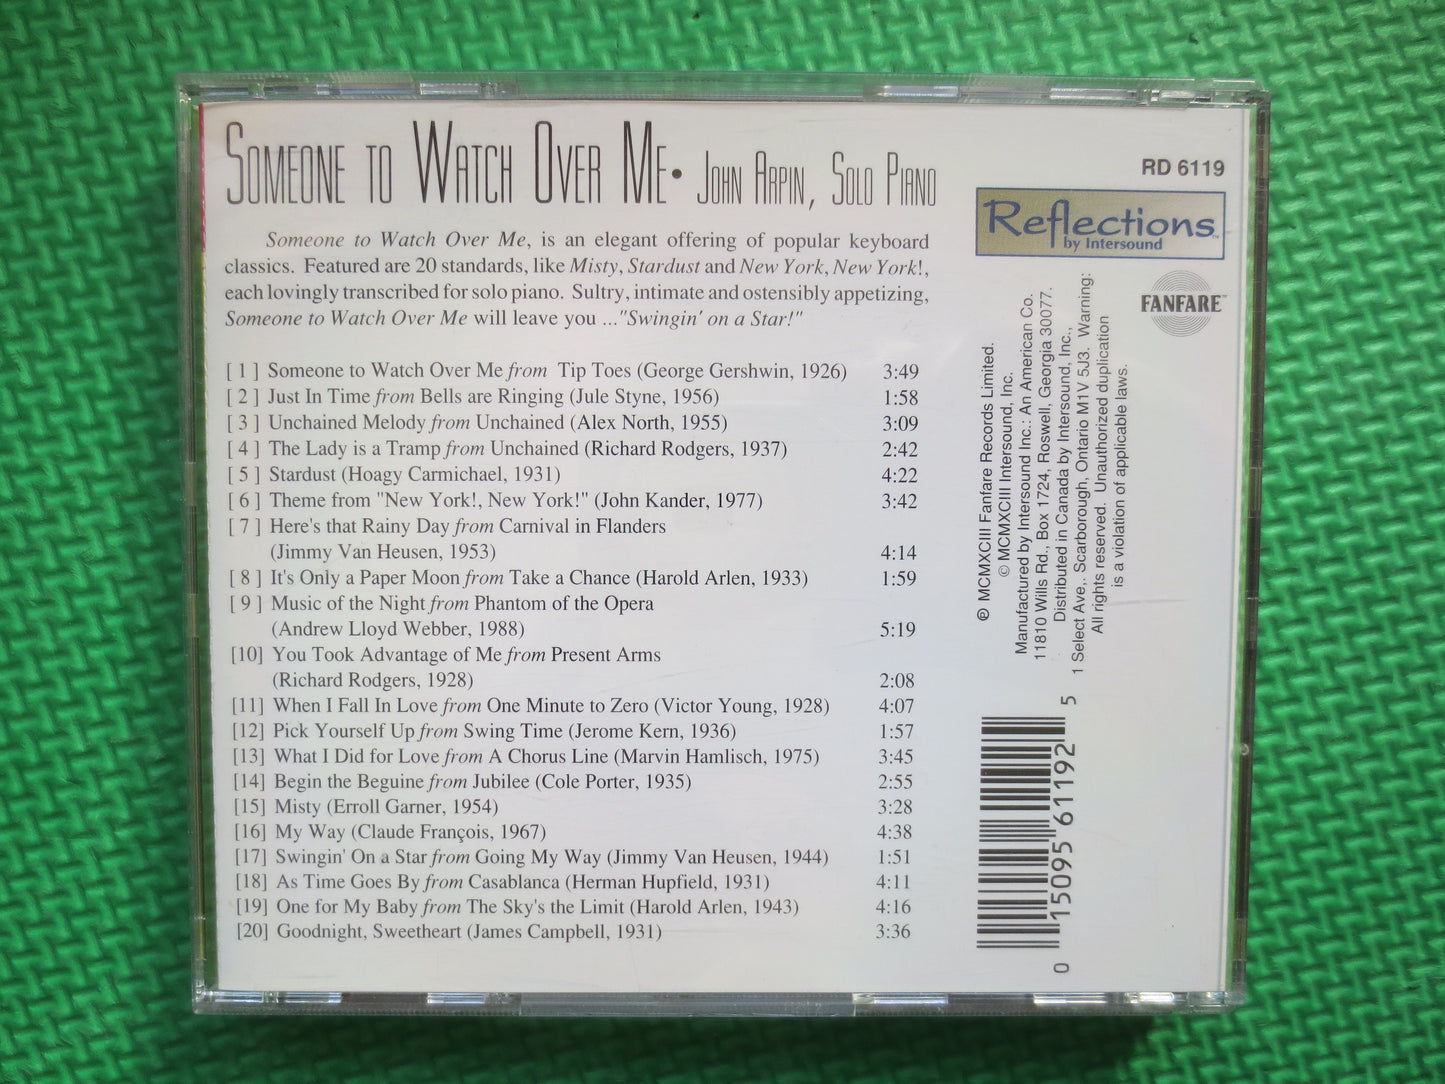 SOMEONE TO WATCH OVER ME • JOHN ARPIN, SOLO PIANO
Someone to Watch Over Me, is an elegant offering of popular keyboard
classics. Featured are 20 standards, like Misty, Stardust and New York, New York!,
each lovingly transcribed for solo piano. Sultry, intimate and ostensibly appetizing,
Someone to Watch Over Me will leave you ..."Swingin' on a Star!"
[ 1 ] Someone to Watch Over Me from Tip Toes (George Gershwin, 1926) 3:49
[ 2 ] Just In Time from Bells are Ringing (Jule Styne, 1956) 1:58
[ 3 ] Unchained Melody from Unchained (Alex North, 1955) 3:09
[ 4 ] The Lady is a Tramp from Unchained (Richard Rodgers, 1937) 2:42
[ 5 ] Stardust (Hoagy Carmichael, 1931) 4:22
[ 6 ] Theme from "New York!, New York!" (John Kander, 1977) 3:42
[ 7 ] Here's that Rainy Day from Carnival in Flanders
(Jimmy Van Heusen, 1953) 4:14
[ 8 ] It's Only a Paper Moon from Take a Chance (Harold Arlen, 1933) 1:59
[ 9 ] Music of the Night from Phantom of the Opera
(Andrew Lloyd Webber, 1988) 5:19
[10] You Took Advantage of Me from Present Arms
(Richard Rodgers, 1928) 2:08
[11] When I Fall In Love from One Minute to Zero (Victor Young, 1928) 4:07
[12] Pick Yourself Up from Swing Time (Jerome Kern, 1936) 1:57
[13] What I Did for Love from A Chorus Line (Marvin Hamlisch, 1975) 3:45
[14] Begin the Beguine from Jubilee (Cole Porter, 1935) 2:55
[15] Misty (Erroll Garner, 1954) 3:28
[16] My Way (Claude François, 1967) 4:38
[17] Swingin' On a Star from Going My Way (Jimmy Van Heusen, 1944) 1:51
[18] As Time Goes By from Casablanca (Herman Hupfield, 1931) 4:11
[19] One for My Baby from The Sky's the Limit (Harold Arlen, 1943) 4:16
[20] Goodnight, Sweetheart (James Campbell, 1931) 3:36
RD 6119
Reflections™
by Intersound
FANFARE™
℗ MCMXCIII Fanfare Records Limited.
© MCMXCIII Intersound, Inc.
Manufactured by Intersound Inc.: An American Co.
11810 Wills Rd., Box 1724, Roswell, Georgia 30077.
Distributed in Canada by Intersound, Inc.,
1 Select Ave,. Scarborough, Ontario M1V 5J3. Warning:
All rights reserved. Unauthorized duplication
is a violation of applicable laws.
0 15095 61192 5